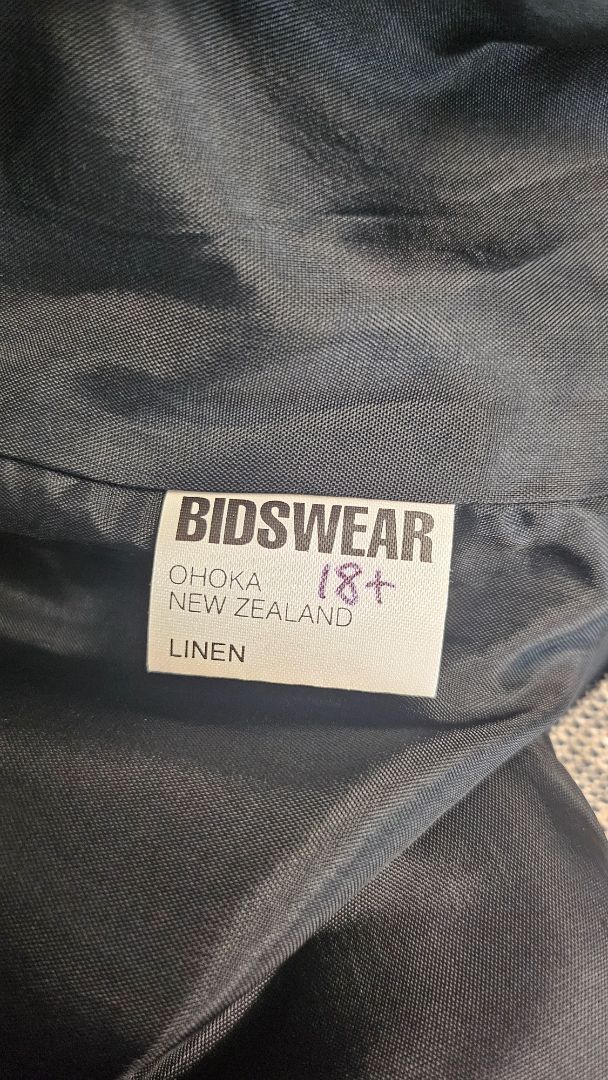 BIDSWEAR
OHOKA 18+
NEW ZEALAND
LINEN